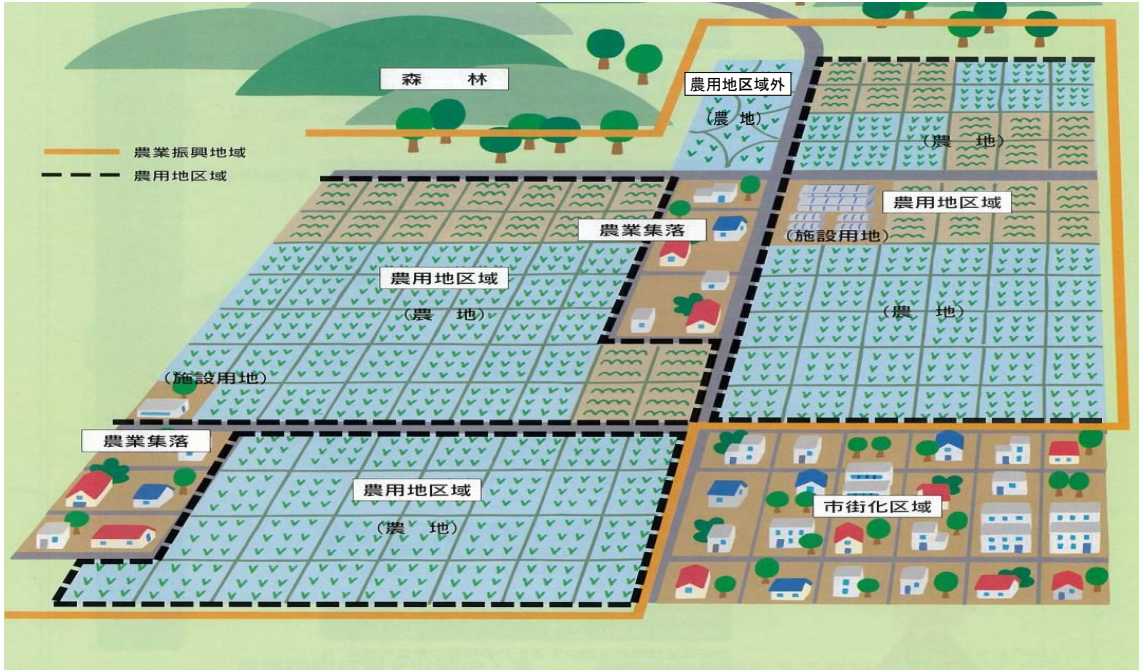 森　　林
農用地区域外
（農　地）
農業振興地域
農用地区域
（農　地）
農用地区域
（施設用地）
農業集落
農用地区域
（農　地）
（農　地）
（施設用地）
農業集落
農用地区域
（農　地）
市街化区域